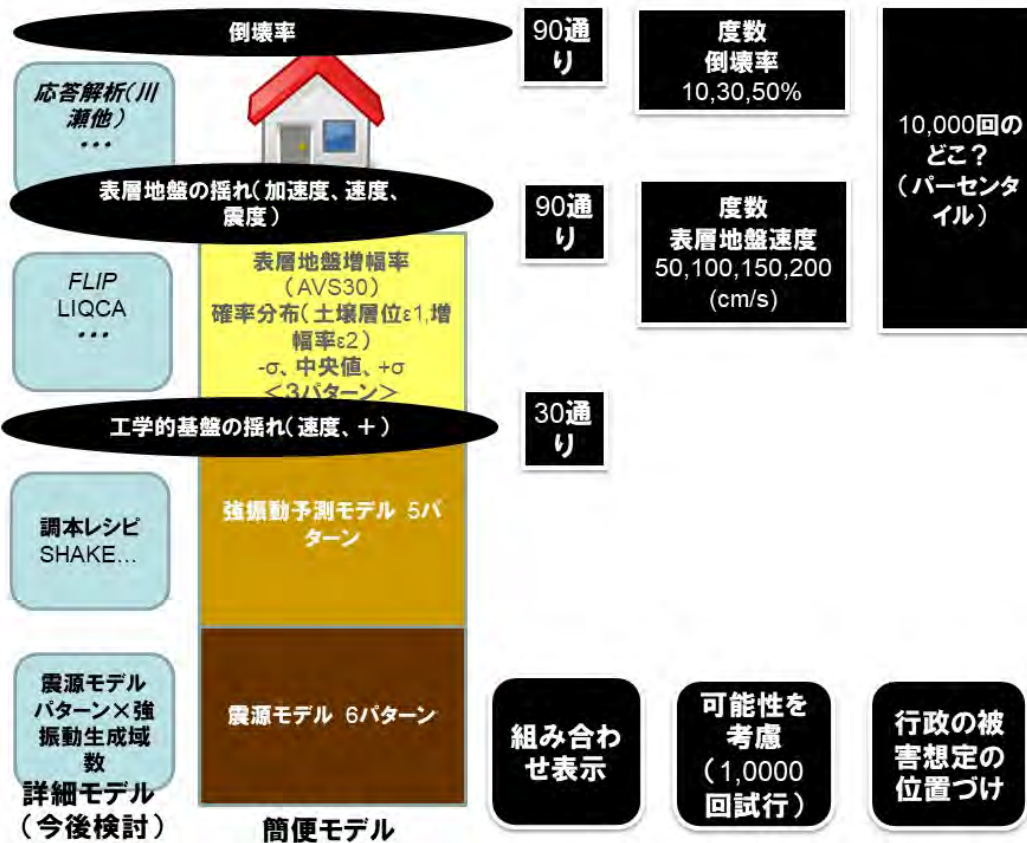 倒壊率
90通
り
度数
倒壊率
10,30,50%
10,000回の
どこ？
（パーセンタ
イル）
応答解析(川
瀬他)
…
表層地盤の揺れ(加速度、速度、
震度)
90通
り
度数
表層地盤速度
50,100,150,200
(cm/s)
FLIP
LIQCA
…
表層地盤増幅率
（AVS30）
確率分布(土壌層位ε1,増
幅率ε2)
-σ、中央値、+σ
＜3パターン＞
工学的基盤の揺れ(速度、＋)
30通
り
調本レシピ
SHAKE…
強振動予測モデル 5パ
ターン
震源モデル
パターン×強
振動生成域
数
震源モデル 6パターン
組み合わ
せ表示
可能性を
考慮
（1,0000
回試行）
行政の被
害想定の
位置づけ
詳細モデル
（今後検討）
簡便モデル